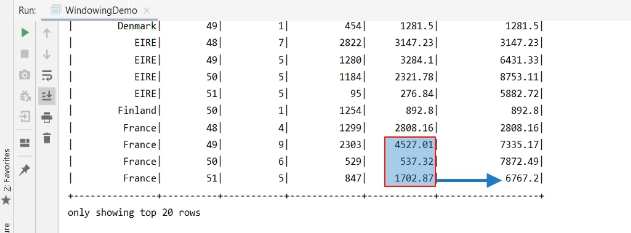 Run: WindowingDemo ×
| Denmark| 49| 1| 454| 1281.5| 1281.5|
| EIRE| 48| 7| 2822| 3147.23| 3147.23|
| EIRE| 49| 5| 1280| 3284.1| 6431.33|
| EIRE| 50| 5| 1184| 2321.78| 8753.11|
| EIRE| 51| 5| 95| 276.84| 5882.72|
| Finland| 50| 1| 1254| 892.8| 892.8|
| France| 48| 4| 1299| 2808.16| 2808.16|
| France| 49| 9| 2303| 4527.01| 7335.17|
| France| 50| 6| 529| 537.32| 7872.49|
| France| 51| 5| 847| 1702.87| 6767.2|
only showing top 20 rows
2: Favorites